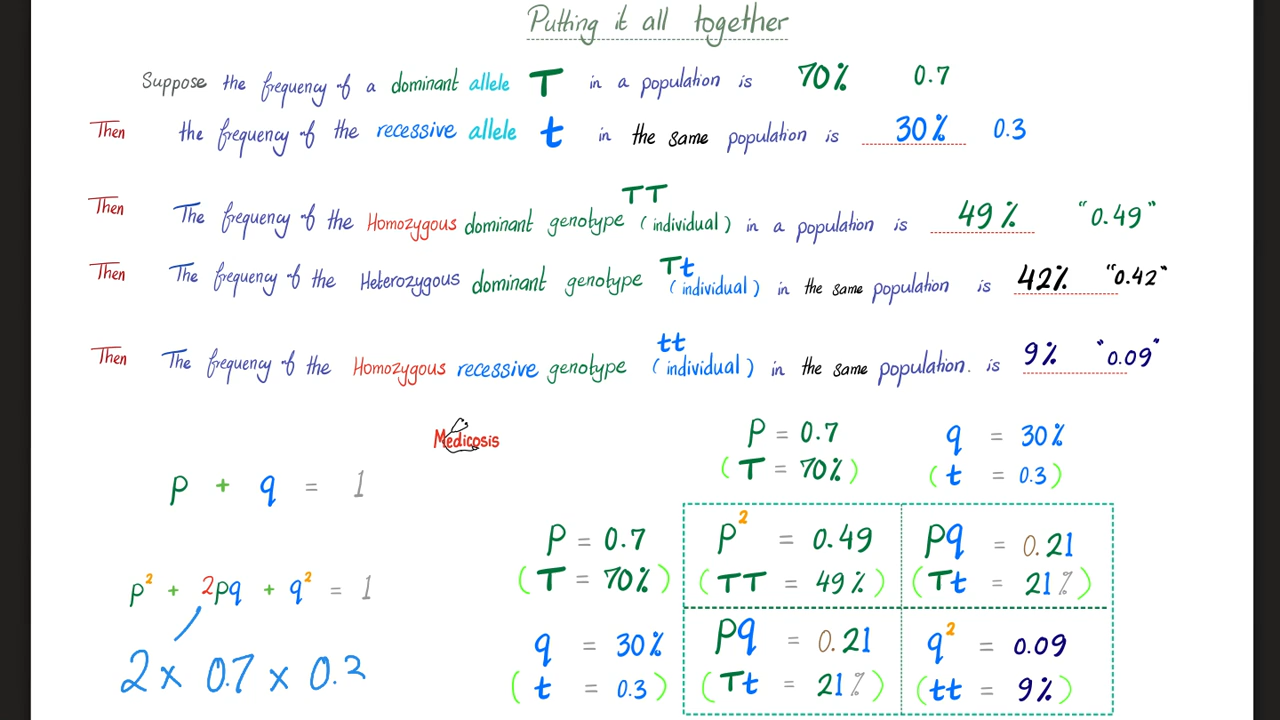 Putting it all together
Suppose the frequency of a dominant allele T in a population is 70% 0.7
Then the frequency of the recessive allele t in the same population is 30% 0.3
Then The frequency of the Homozygous dominant genotype TT (individual) in a population is 49% "0.49"
Then The frequency of the Heterozygous dominant genotype Tt (individual) in the same population is 42% "0.42"
Then The frequency of the Homozygous recessive genotype tt (individual) in the same population. is 9% "0.09"
Medicosis
P = 0.7 q = 30%
(T = 70%) (t = 0.3)
P + q = 1
P = 0.7 P² = 0.49 Pq = 0.21
(T = 70%) (TT = 49%) (Tt = 21%)
P² + 2pq + q² = 1
q = 30% Pq = 0.21 q² = 0.09
(t = 0.3) (Tt = 21%) (tt = 9%)
2 x 0.7 x 0.3